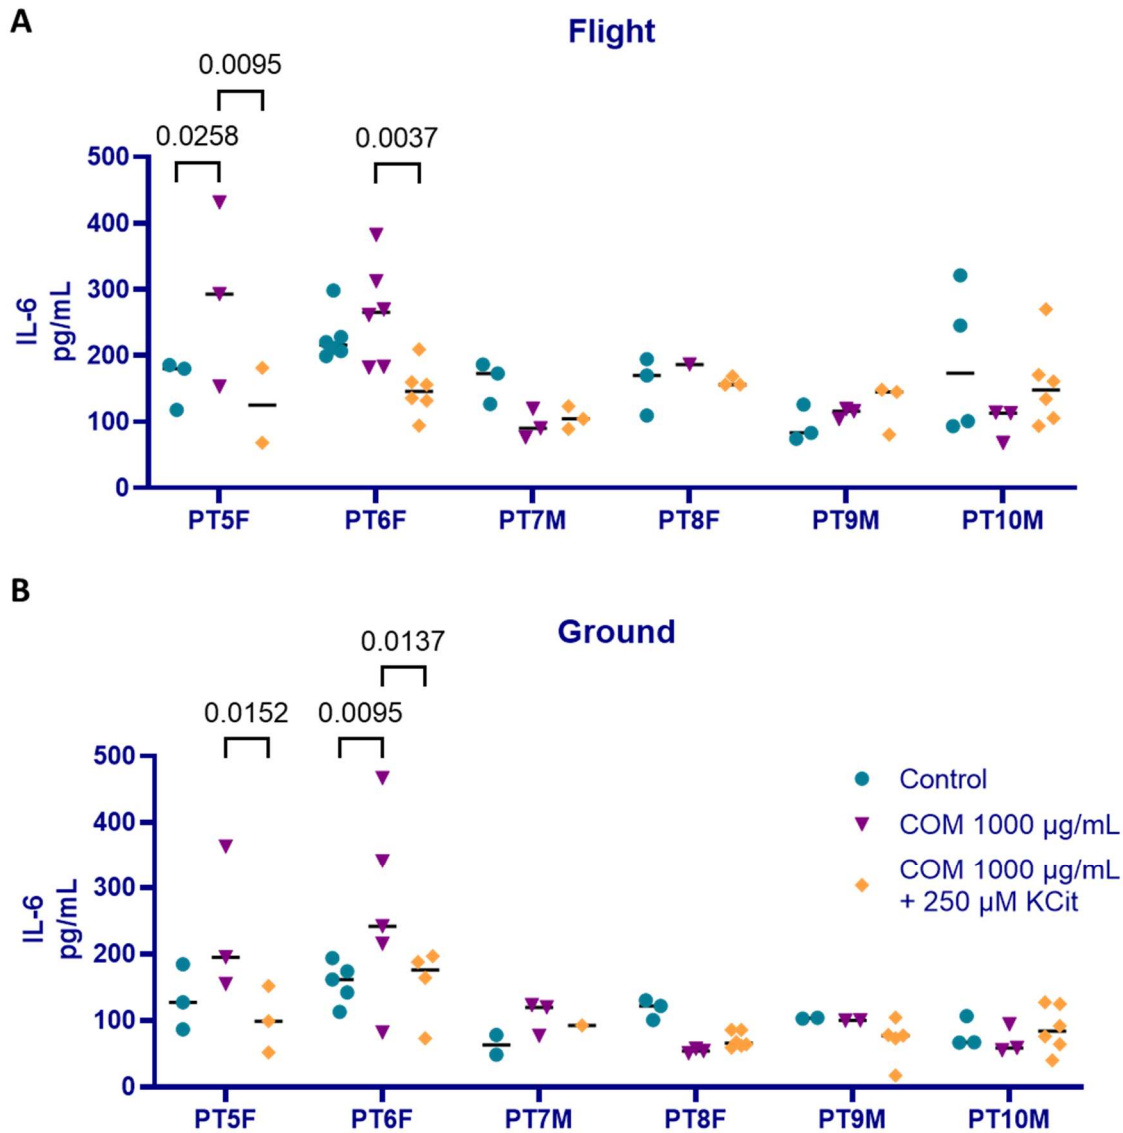 A
Flight
0.0095
0.0258
0.0037
500
400
300
200
100
0
IL-6
pg/mL
PT5F PT6F PT7M PT8F PT9M PT10M
B
Ground
0.0137
0.0152 0.0095
500
400
300
200
100
0
IL-6
pg/mL
Control
COM 1000 µg/mL
COM 1000 µg/mL
+ 250 µM KCit
PT5F PT6F PT7M PT8F PT9M PT10M